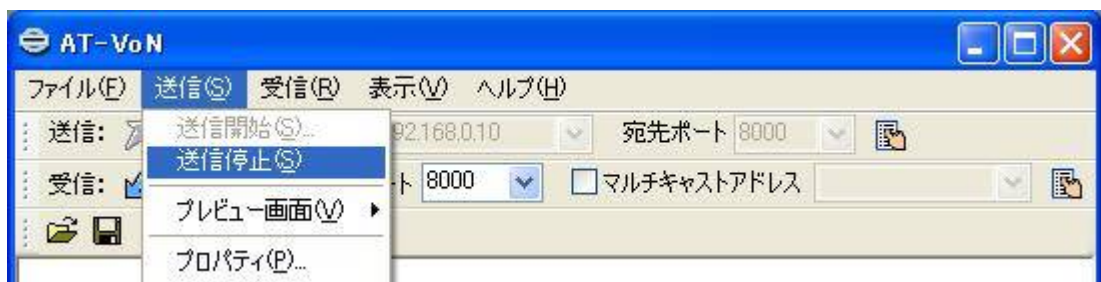 AT-VoN
ファイル(F) 送信(S) 受信(R) 表示(V) ヘルプ(H)
送信: 92.168.0.10 宛先ポート 8000
送信開始(S)...
送信停止(S)
受信: ト 8000 マルチキャストアドレス
プレビュー画面(V)
プロパティ(P)...